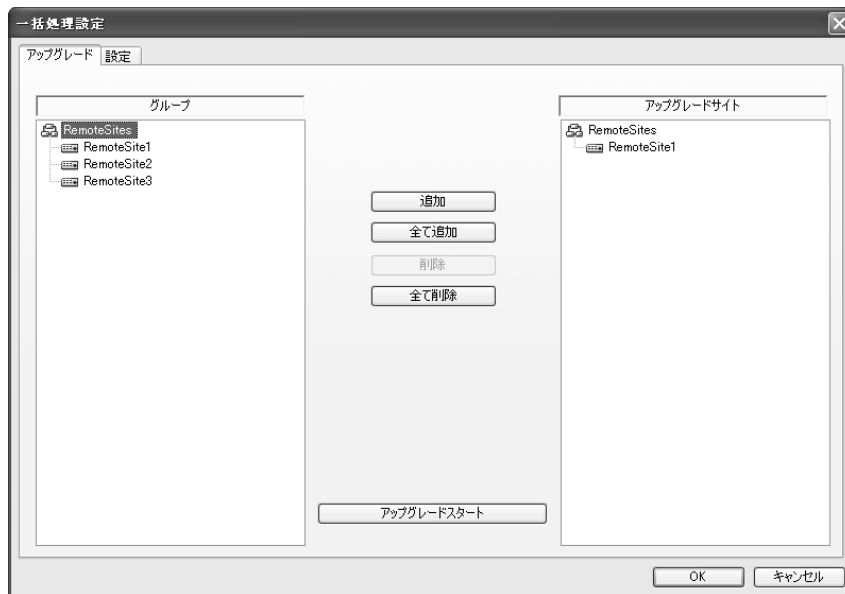 一括処理設定
アップグレード 設定
グループ
RemoteSites
RemoteSite1
RemoteSite2
RemoteSite3
追加
全て追加
削除
全て削除
アップグレードスタート
アップグレードサイト
RemoteSites
RemoteSite1
OK キャンセル